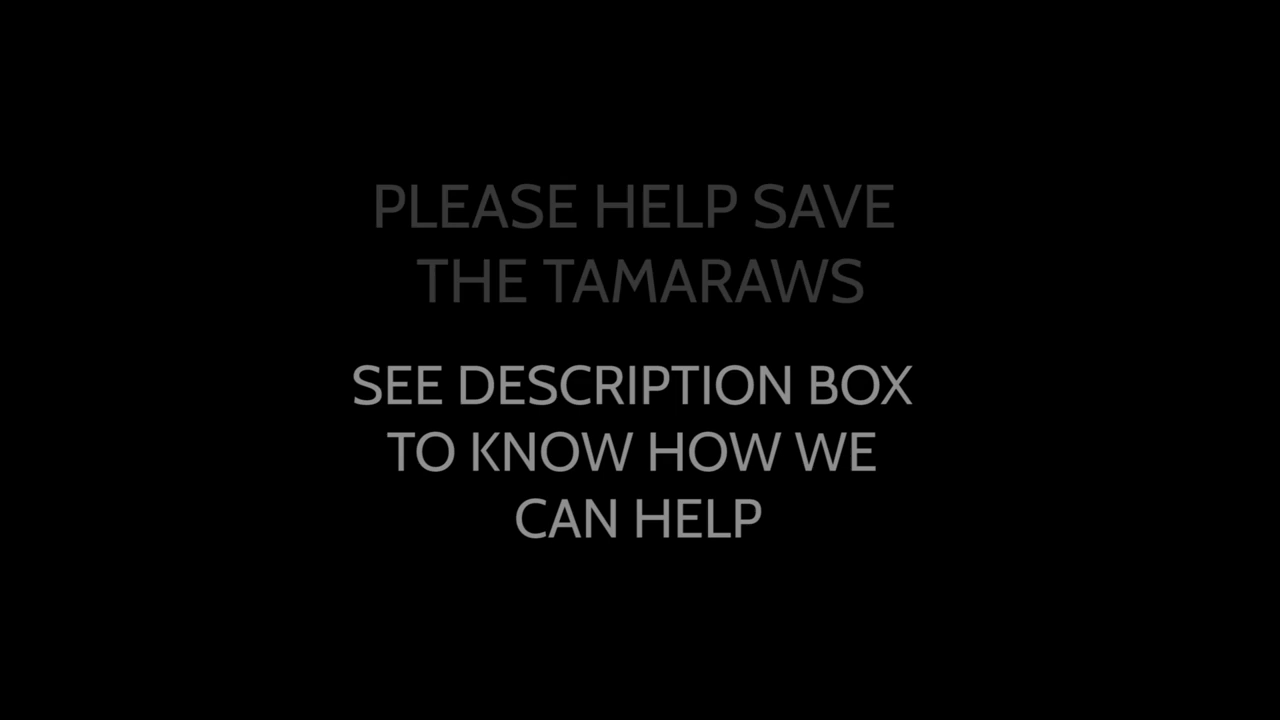 PLEASE HELP SAVE
THE TAMARAWS
SEE DESCRIPTION BOX
TO KNOW HOW WE
CAN HELP